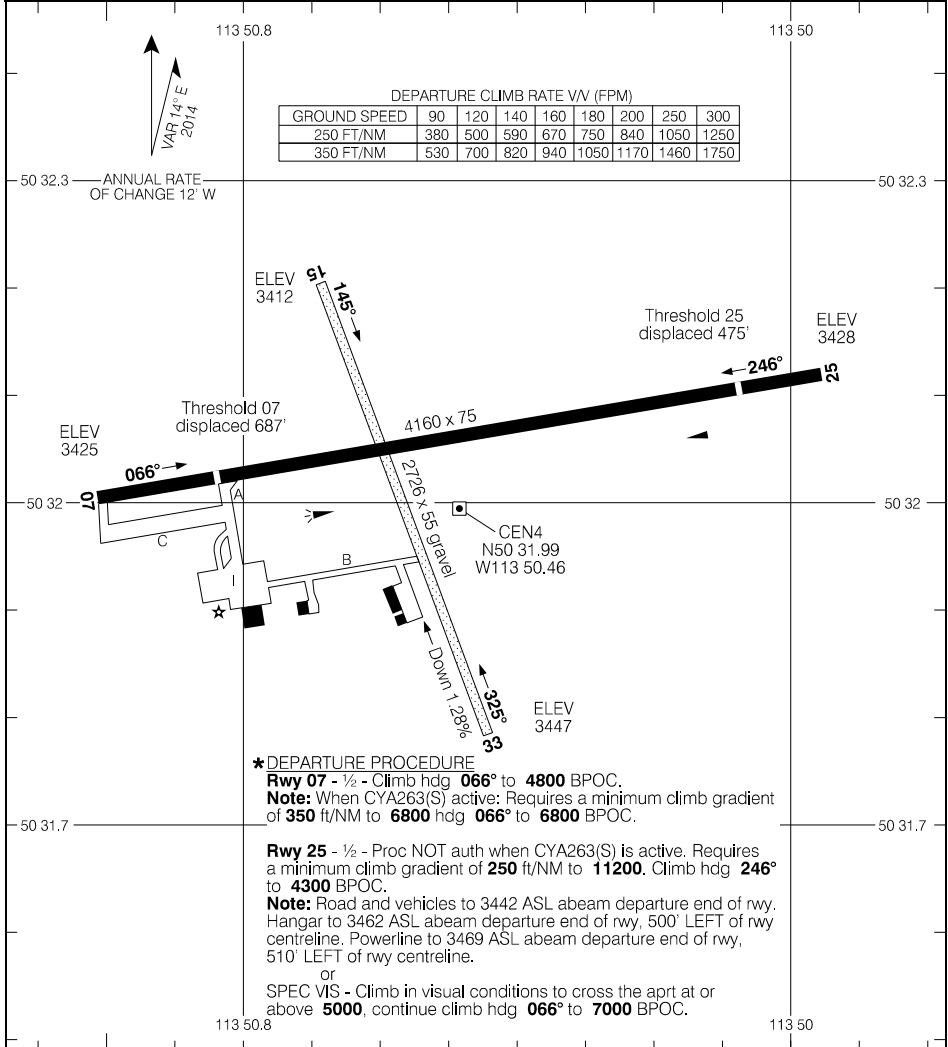 113 50.8
113 50
VAR 14° E
2014
ANNUAL RATE
OF CHANGE 12' W
DEPARTURE CLIMB RATE V/V (FPM)
GROUND SPEED 90 120 140 160 180 200 250 300
250 FT/NM 380 500 590 670 750 840 1050 1250
350 FT/NM 530 700 820 940 1050 1170 1460 1750
50 32.3
50 32.3
ELEV
3412
15
145°
Threshold 25
displaced 475'
ELEV
3428
246°
25
Threshold 07
displaced 687'
4160 x 75
ELEV
3425
066°
07
A
2726 x 55 gravel
50 32
50 32
C
CEN4
N50 31.99
W113 50.46
B
I
Down 1.28%
325°
33
ELEV
3447
* DEPARTURE PROCEDURE
Rwy 07 - ½ - Climb hdg 066° to 4800 BPOC.
Note: When CYA263(S) active: Requires a minimum climb gradient
of 350 ft/NM to 6800 hdg 066° to 6800 BPOC.
50 31.7
50 31.7
Rwy 25 - ½ - Proc NOT auth when CYA263(S) is active. Requires
a minimum climb gradient of 250 ft/NM to 11200. Climb hdg 246°
to 4300 BPOC.
Note: Road and vehicles to 3442 ASL abeam departure end of rwy.
Hangar to 3462 ASL abeam departure end of rwy, 500' LEFT of rwy
centreline. Powerline to 3469 ASL abeam departure end of rwy,
510' LEFT of rwy centreline.
or
SPEC VIS - Climb in visual conditions to cross the aprt at or
above 5000, continue climb hdg 066° to 7000 BPOC.
113 50.8
113 50